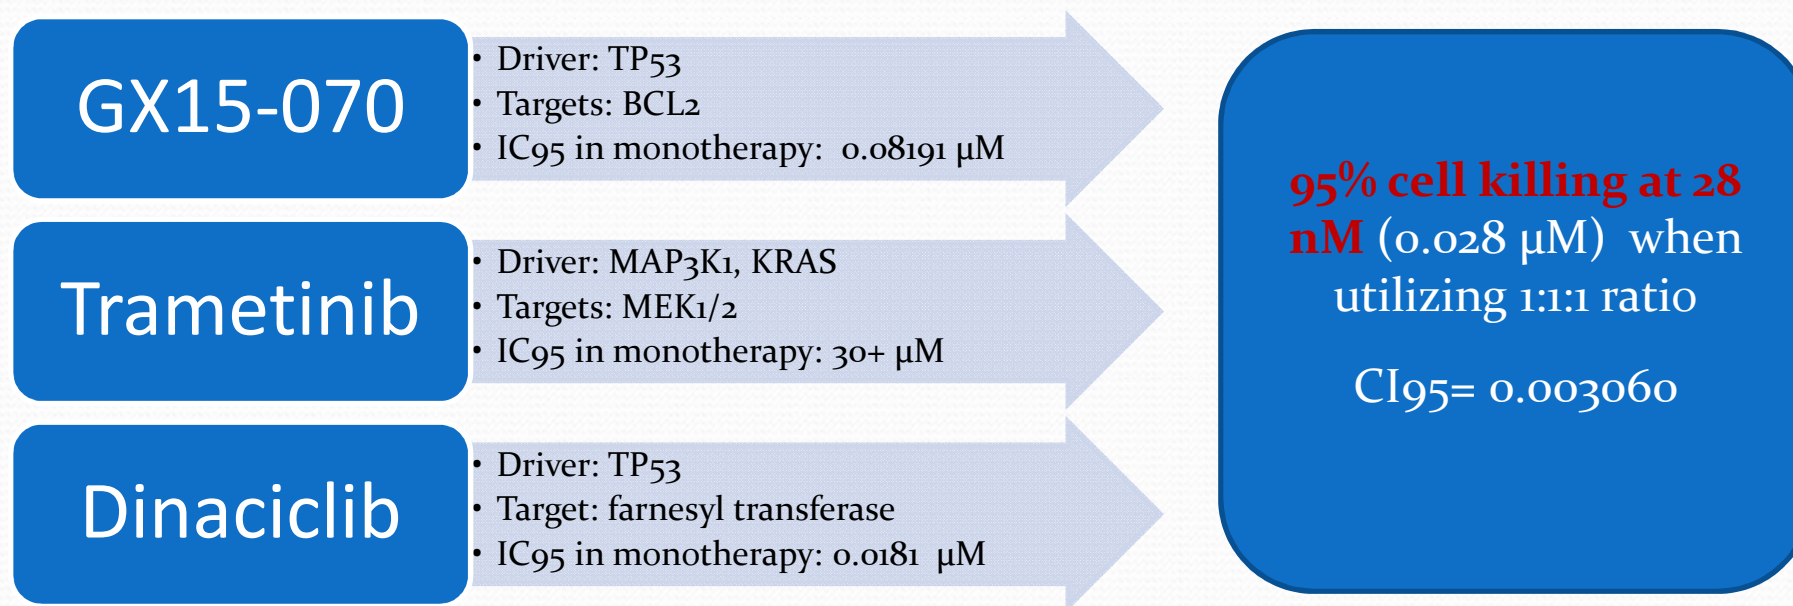 GX15-070
• Driver: TP53
• Targets: BCL2
• IC95 in monotherapy: 0.08191 µM
Trametinib
• Driver: MAP3K1, KRAS
• Targets: MEK1/2
• IC95 in monotherapy: 30+ µM
Dinaciclib
• Driver: TP53
• Target: farnesyl transferase
• IC95 in monotherapy: 0.0181 µM
95% cell killing at 28
nM (0.028 µM) when
utilizing 1:1:1 ratio
CI95= 0.003060